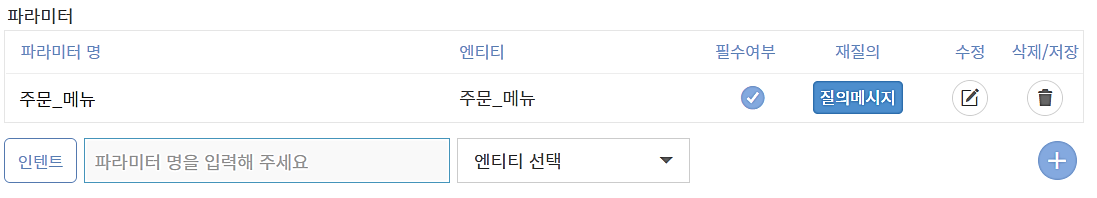 파라미터
파라미터 명 엔티티 필수여부 재질의 수정 삭제/저장
주문_메뉴 주문_메뉴 질의메시지
인텐트 파라미터 명을 입력해 주세요 엔티티 선택